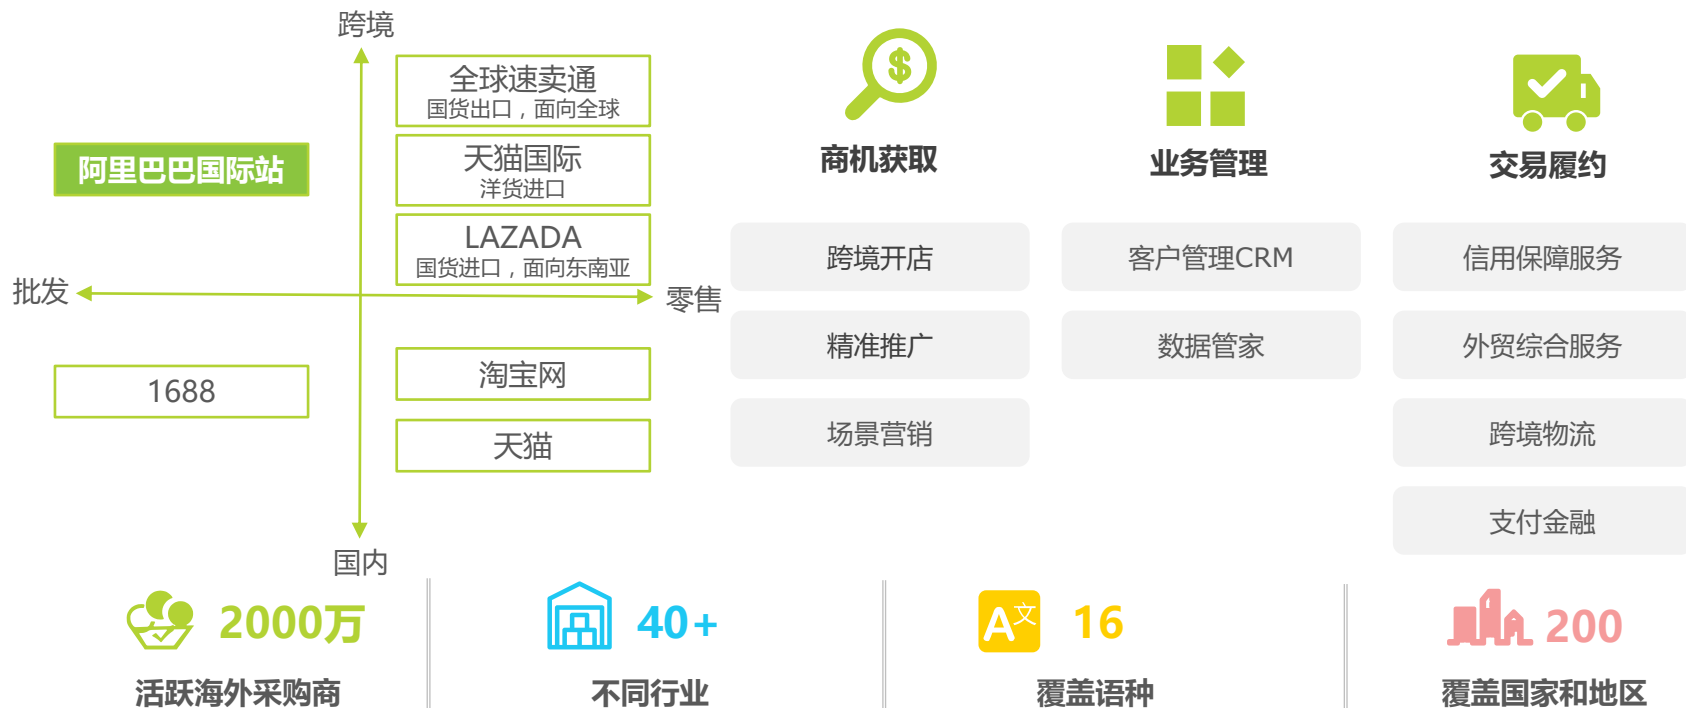 跨境
全球速卖通
国货出口，面向全球
阿里巴巴国际站
天猫国际
洋货进口
LAZADA
国货进口，面向东南亚
批发
零售
1688
淘宝网
天猫
国内
$
商机获取
业务管理
交易履约
跨境开店
客户管理CRM
信用保障服务
精准推广
数据管家
外贸综合服务
场景营销
跨境物流
支付金融
2000万
活跃海外采购商
40+
不同行业
A文
16
覆盖语种
200
覆盖国家和地区